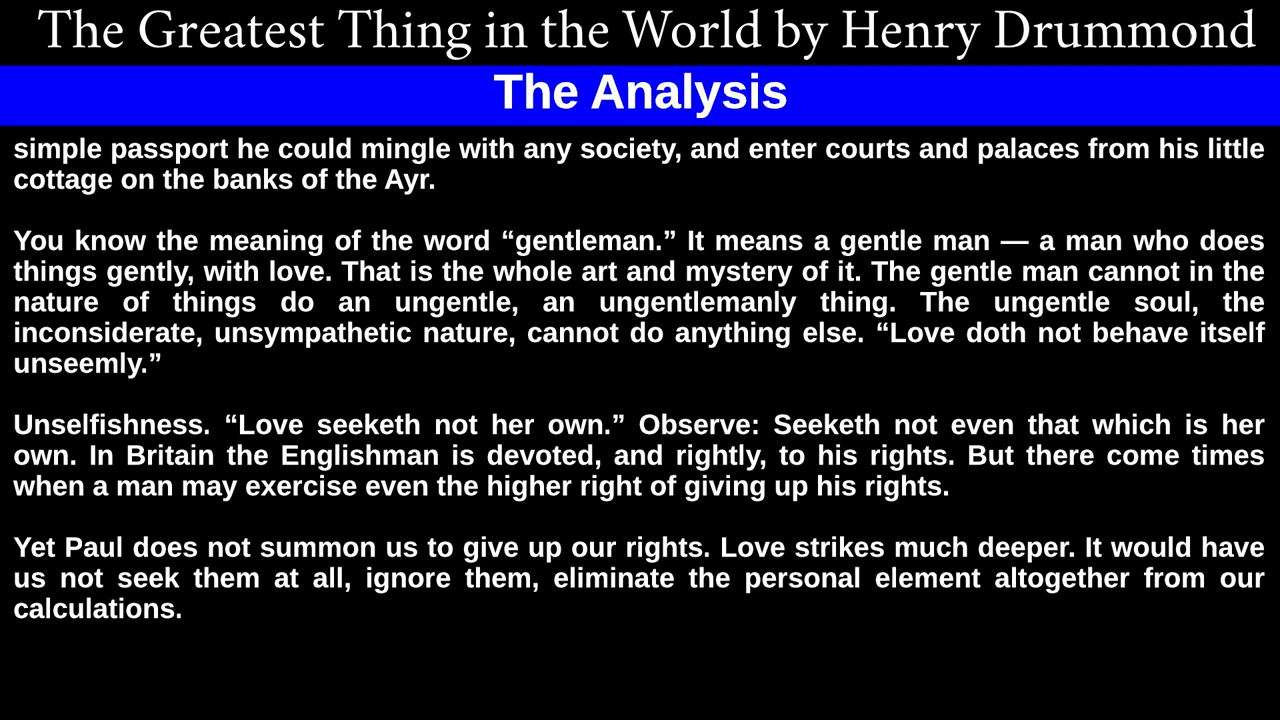 The Greatest Thing in the World by Henry Drummond
The Analysis
simple passport he could mingle with any society, and enter courts and palaces from his little
cottage on the banks of the Ayr.
You know the meaning of the word “gentleman.” It means a gentle man — a man who does
things gently, with love. That is the whole art and mystery of it. The gentle man cannot in the
nature of things do an ungentle, an ungentlemanly thing. The ungentle soul, the
inconsiderate, unsympathetic nature, cannot do anything else. “Love doth not behave itself
unseemly.”
Unselfishness. “Love seeketh not her own.” Observe: Seeketh not even that which is her
own. In Britain the Englishman is devoted, and rightly, to his rights. But there come times
when a man may exercise even the higher right of giving up his rights.
Yet Paul does not summon us to give up our rights. Love strikes much deeper. It would have
us not seek them at all, ignore them, eliminate the personal element altogether from our
calculations.